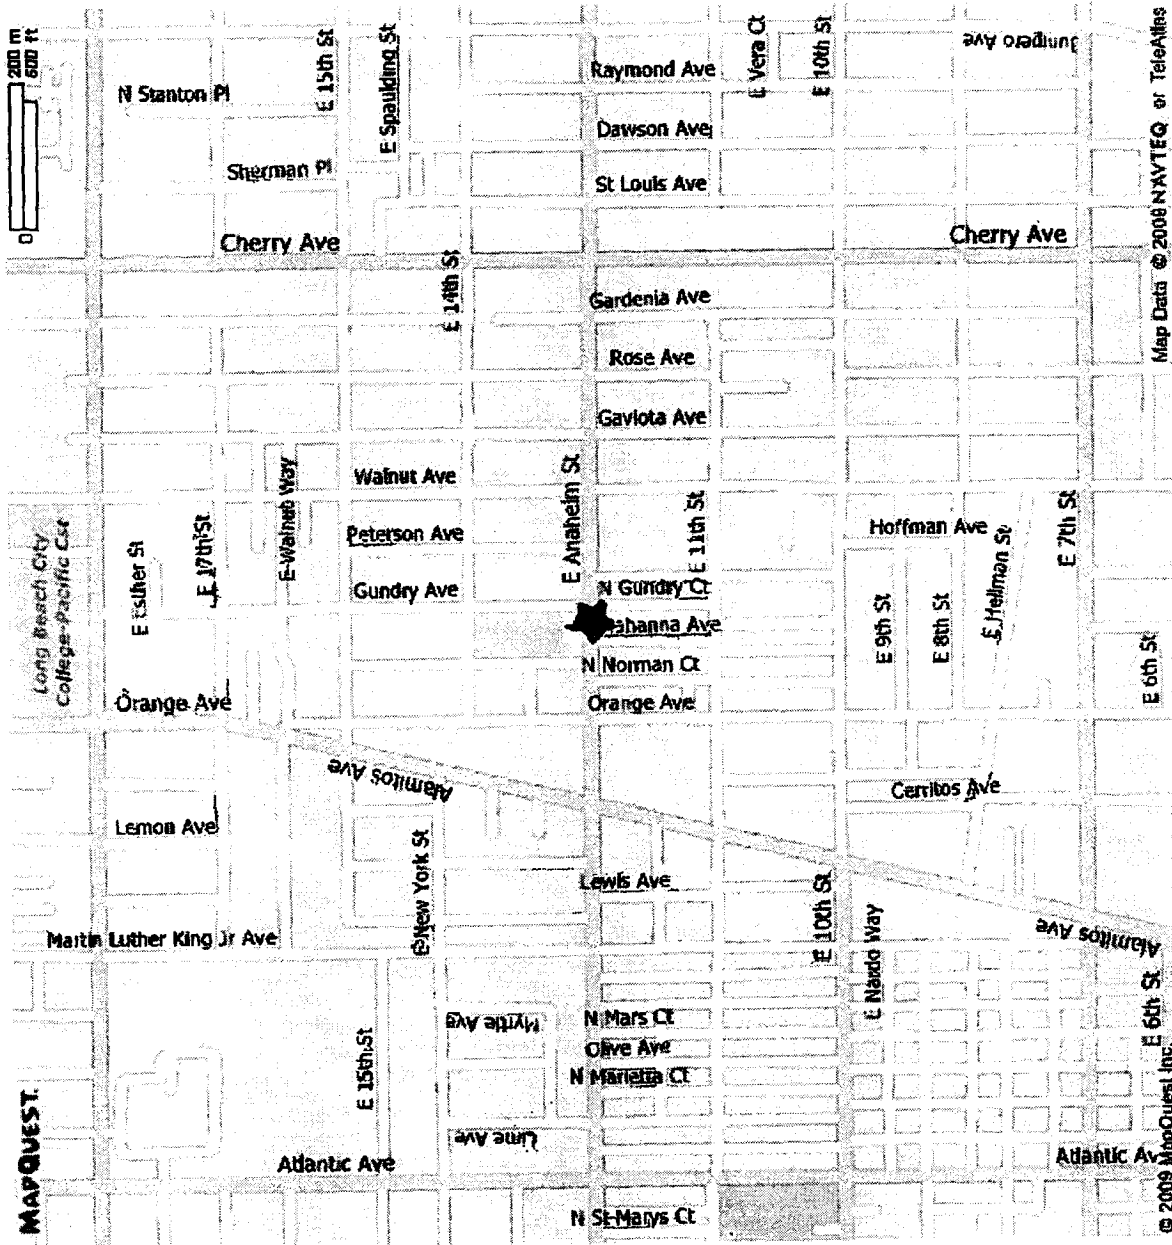 MAPQUEST.
0
200 m
600 ft
N Stanton Pl
E 15th St
E Spaulding St
Raymond Ave
E Vera Ct
E 10th St
Junipero Ave
Dawson Ave
Sherman Pl
St Louis Ave
Cherry Ave
Cherry Ave
E 14th St
Gardenia Ave
Rose Ave
Gaviota Ave
Walnut Ave
E Walnut Way
E Anaheim St
Long Beach City
College-Pacific Cst
E Esther St
E 17th St
Peterson Ave
E 11th St
Hoffman Ave
E Hellman St
E 7th St
Gundry Ave
N Gundry Ct
E 9th St
E 8th St
ahanna Ave
N Norman Ct
E 6th St
Orange Ave
Orange Ave
Alamitos Ave
Cerritos Ave
Lemon Ave
E New York St
Lewis Ave
E 10th St
Martin Luther King Jr Ave
E Nardo Way
Alamitos Ave
Myrtle Ave
N Mars Ct
E 6th St
E 15th St
Olive Ave
N Marietta Ct
Lime Ave
Atlantic Ave
Atlantic Av
N St Marys Ct
© 2009 MapQuest Inc.
Map Data © 2009 NAVTEQ or TeleAtlas